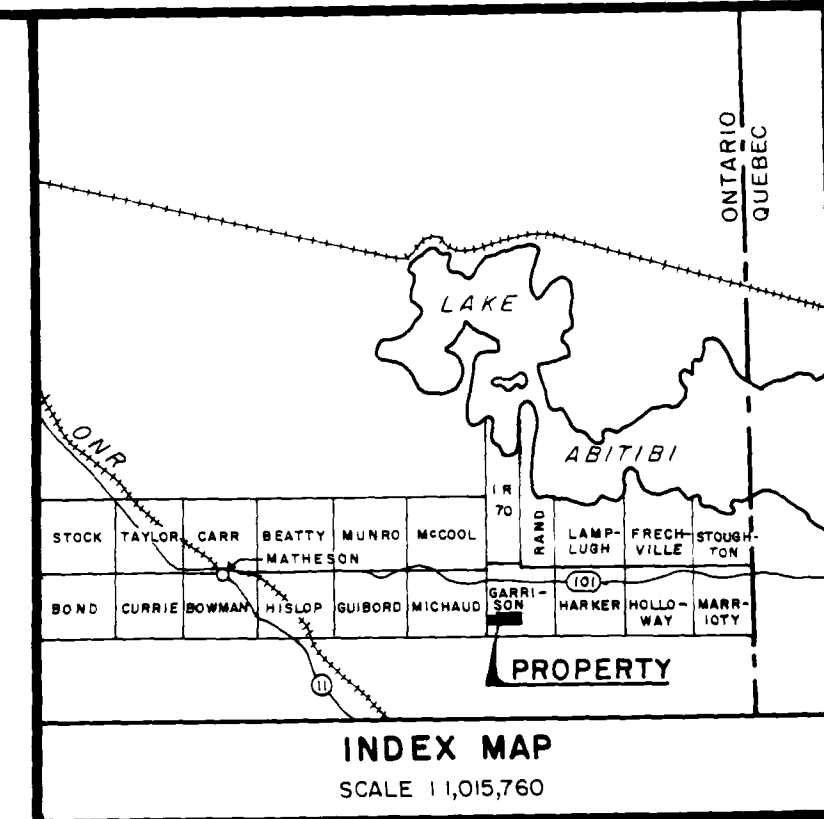 ONTARIO
QUEBEC
LAKE
ONR
ABITIBI
I R
70
RAND
STOCK
TAYLOR
CARR
BEATTY
MUNRO
McCOOL
LAMP-
LUGH
FRECH-
VILLE
STOUGH-
TON
MATHESON
101
BOND
CURRIE
BOWMAN
HISLOP
GUIBORD
MICHAUD
GARRI-
SON
HARKER
HOLLO-
WAY
MARR-
IOTY
11
PROPERTY
INDEX MAP
SCALE 1 1,015,760